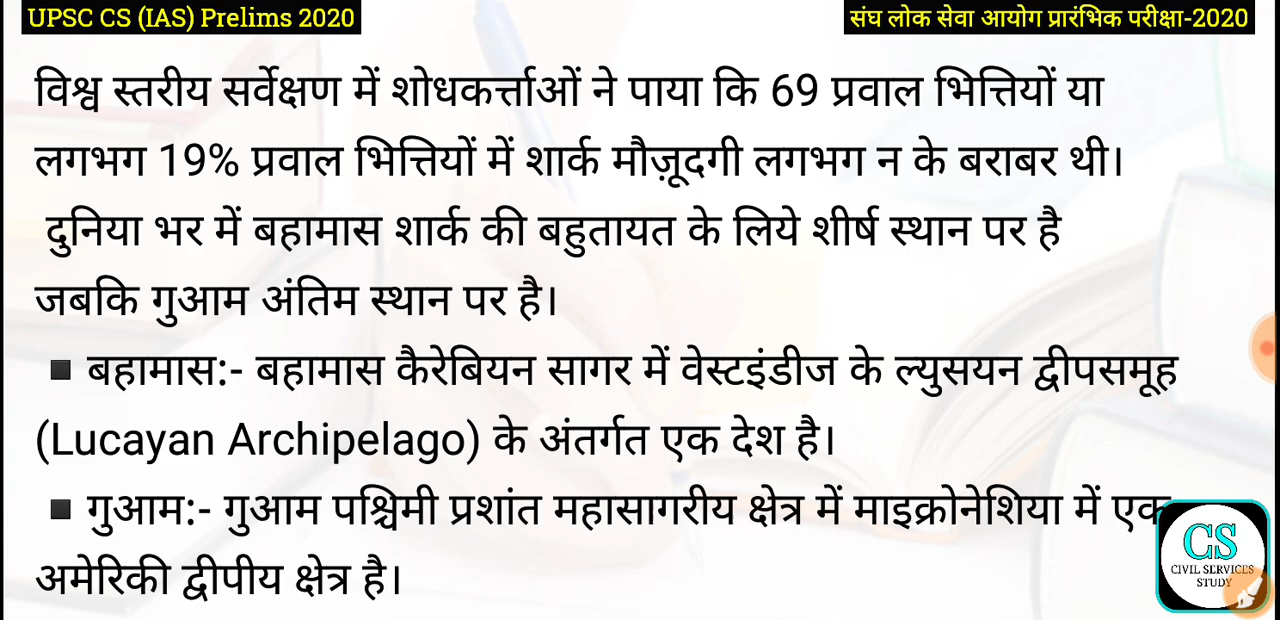 UPSC CS (IAS) Prelims 2020
संघ लोक सेवा आयोग प्रारंभिक परीक्षा-2020
विश्व स्तरीय सर्वेक्षण में शोधकर्त्ताओं ने पाया कि 69 प्रवाल भित्तियों या
लगभग 19% प्रवाल भित्तियों में शार्क मौज़ूदगी लगभग न के बराबर थी।
दुनिया भर में बहामास शार्क की बहुतायत के लिये शीर्ष स्थान पर है
जबकि गुआम अंतिम स्थान पर है।
▪ बहामास:- बहामास कैरेबियन सागर में वेस्टइंडीज के ल्युसयन द्वीपसमूह
(Lucayan Archipelago) के अंतर्गत एक देश है।
▪ गुआम:- गुआम पश्चिमी प्रशांत महासागरीय क्षेत्र में माइक्रोनेशिया में एक
अमेरिकी द्वीपीय क्षेत्र है।
CS
CIVIL SERVICES
STUDY